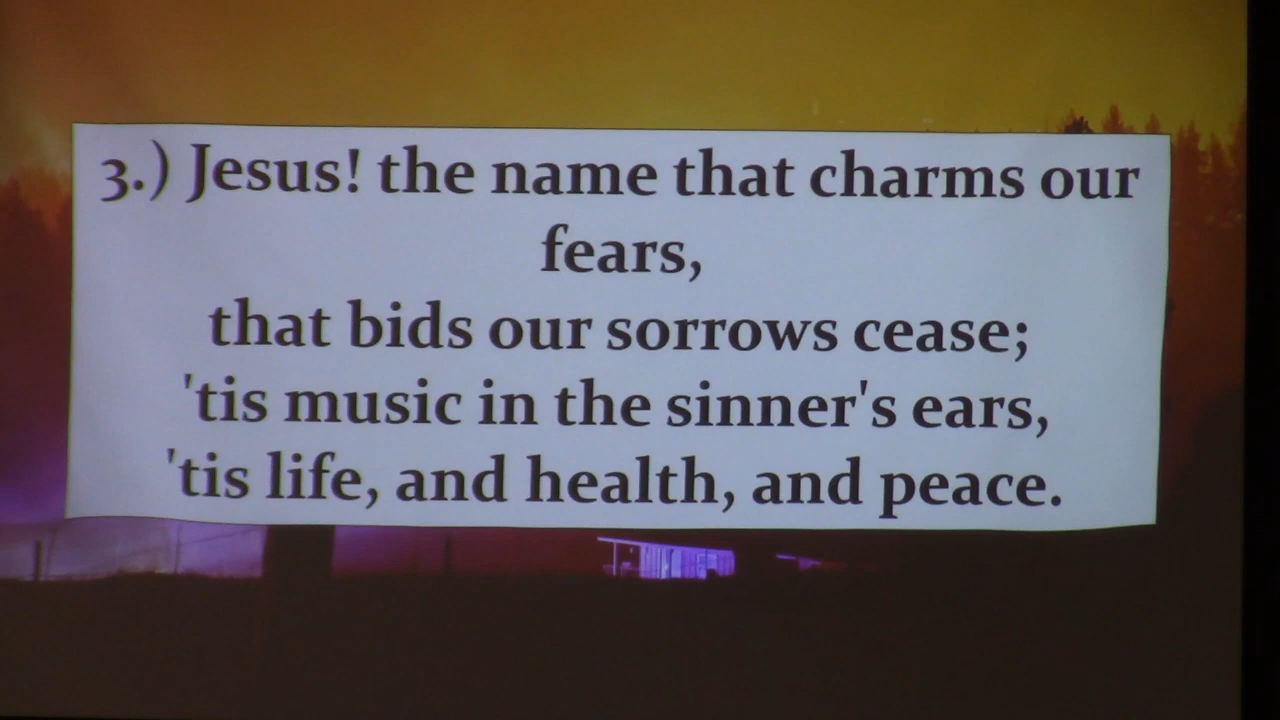 3.) Jesus! the name that charms our
fears,
that bids our sorrows cease;
'tis music in the sinner's ears,
'tis life, and health, and peace.